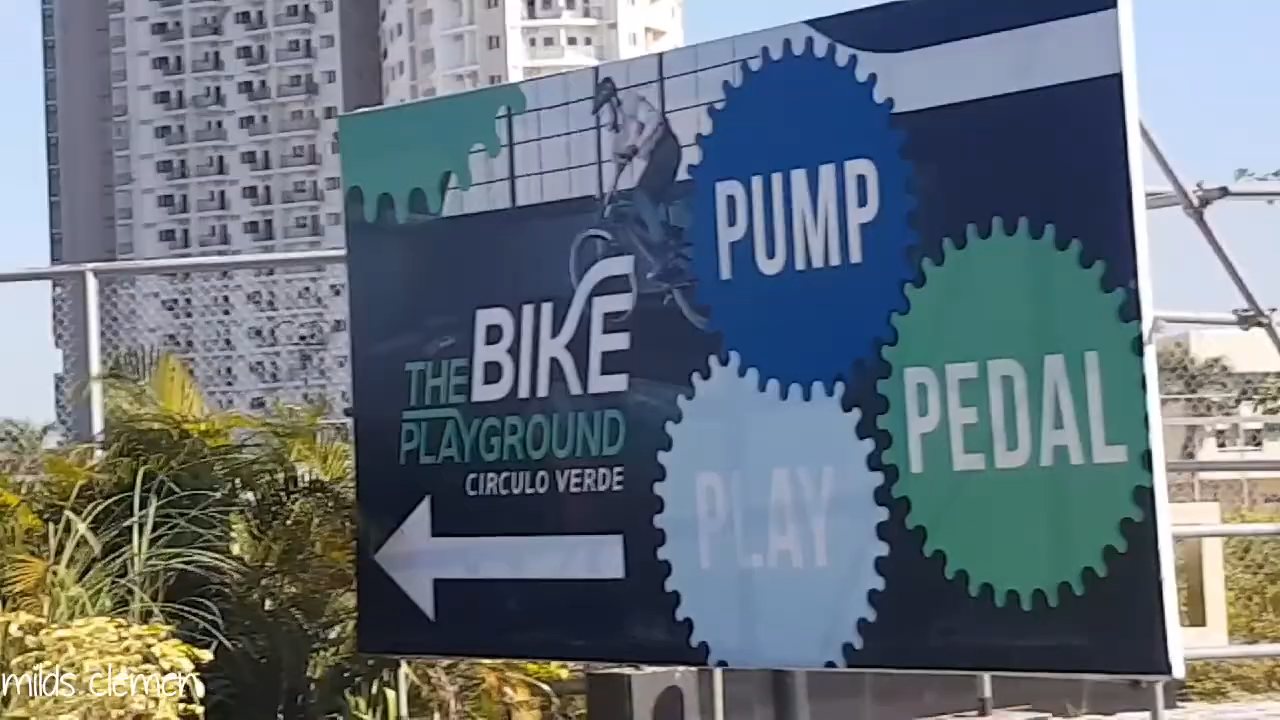 PUMP
PEDAL
PLAY
THE BIKE
PLAYGROUND
CIRCULO VERDE
milds clemen